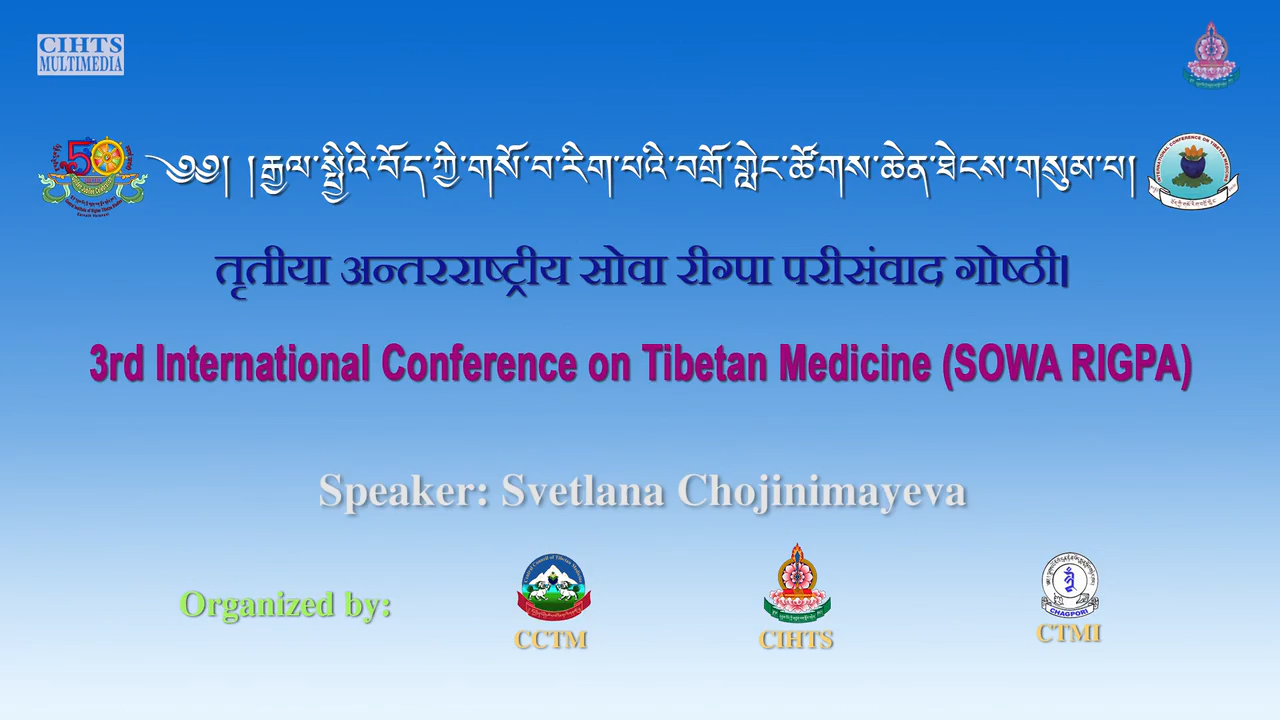 CIHTS
MULTIMEDIA
༄༅། །རྒྱལ་སྤྱིའི་བོད་ཀྱི་གསོ་བ་རིག་པའི་བགྲོ་གླེང་ཚོགས་ཆེན་ཐེངས་གསུམ་པ།
तृतीया अन्तरराष्ट्रीय सोवा रीग्पा परीसंवाद गोष्ठी।
3rd International Conference on Tibetan Medicine (SOWA RIGPA)
Speaker: Svetlana Chojinimayeva
Organized by:
CHAGPORI
CCTM
CIHTS
CTMI